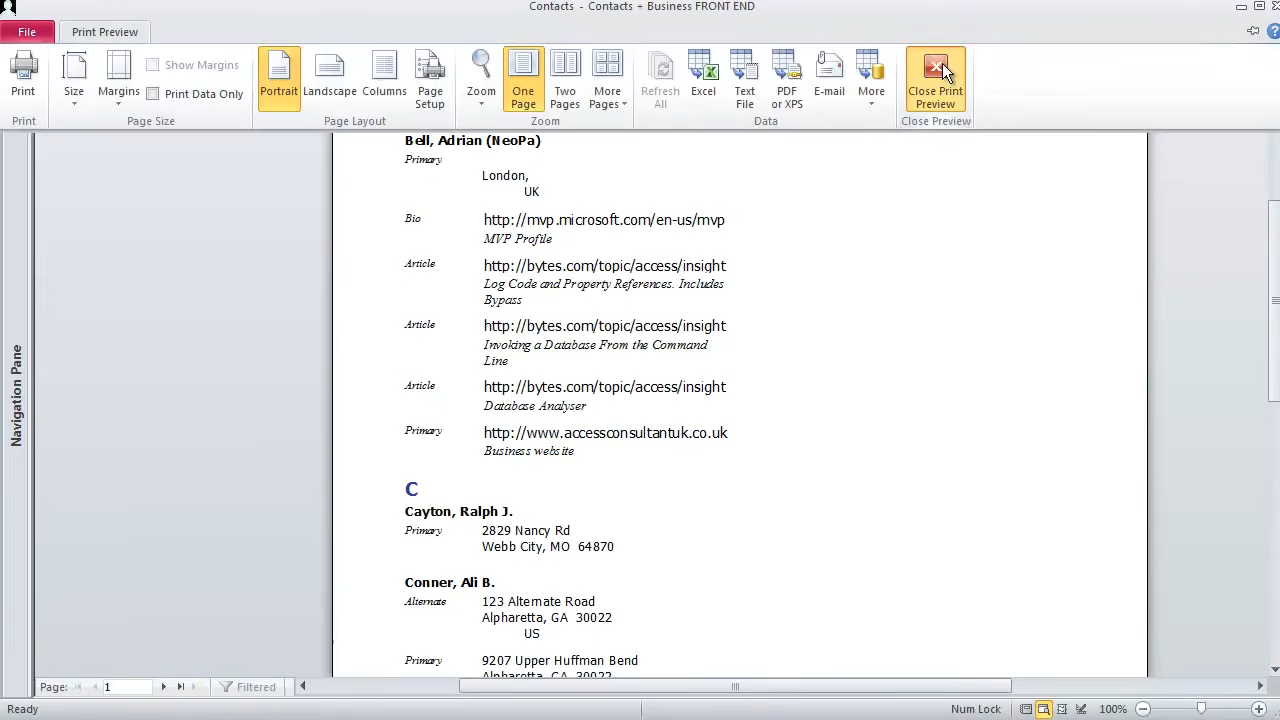 Contacts - Contacts + Business FRONT END
File
Print Preview
Print
Size
Margins
Show Margins
Print Data Only
Portrait
Landscape
Columns
Page Setup
Zoom
One Page
Two Pages
More Pages
Refresh All
Excel
Text File
PDF or XPS
E-mail
More
Close Print Preview
Print
Page Size
Page Layout
Zoom
Data
Close Preview
Navigation Pane
Bell, Adrian (NeoPa)
Primary
London,
UK
Bio http://mvp.microsoft.com/en-us/mvp
MVP Profile
Article http://bytes.com/topic/access/insight
Log Code and Property References. Includes
Bypass
Article http://bytes.com/topic/access/insight
Invoking a Database From the Command
Line
Article http://bytes.com/topic/access/insight
Database Analyser
Primary http://www.accessconsultantuk.co.uk
Business website
C
Cayton, Ralph J.
Primary 2829 Nancy Rd
Webb City, MO 64870
Conner, Ali B.
Alternate 123 Alternate Road
Alpharetta, GA 30022
US
Primary 9207 Upper Huffman Bend
Alpharetta, GA 30022
Page: 1 Filtered
Ready Num Lock 100%